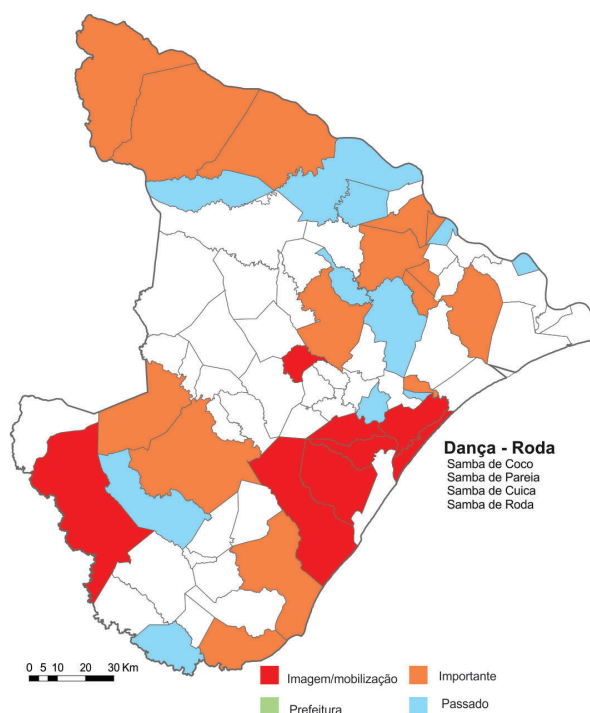 Dança - Roda
Samba de Coco
Samba de Pareia
Samba de Cuica
Samba de Roda
0 5 10 20 30 Km
Imagem/mobilização
Importante
Prefeitura
Passado